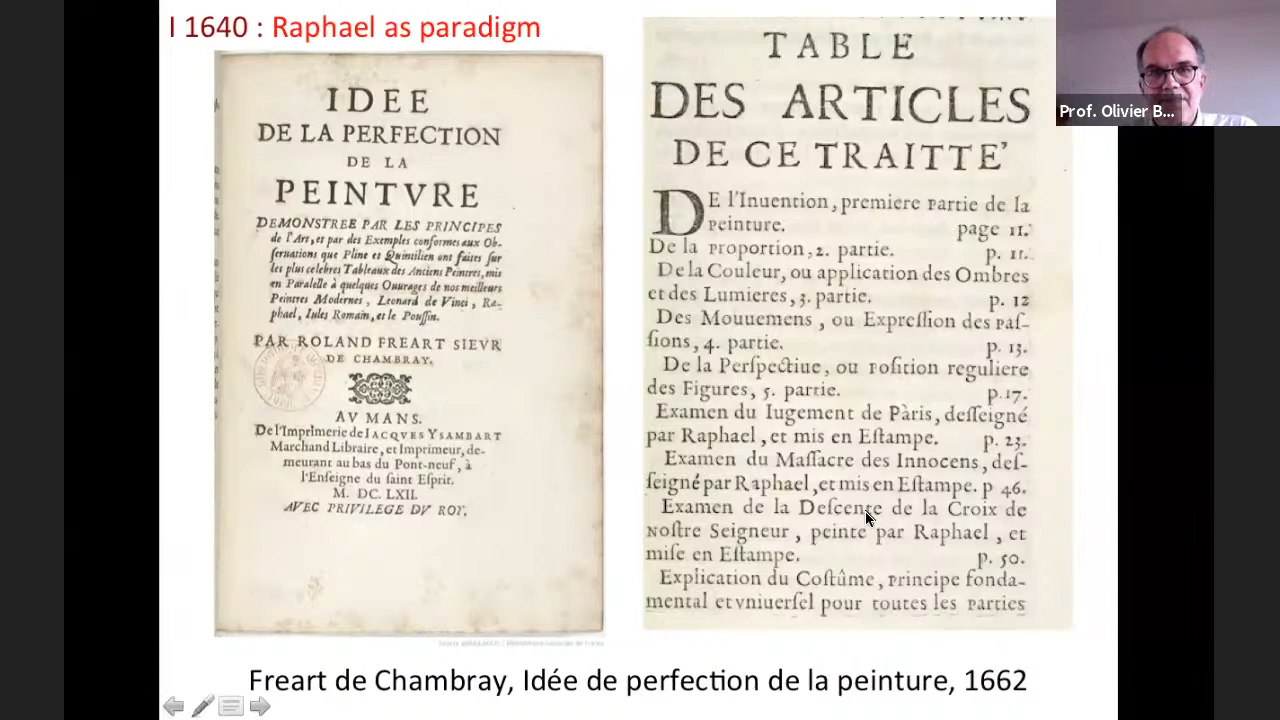 I 1640 : Raphael as paradigm
IDEE
DE LA PERFECTION
DE LA
PEINTVRE
DEMONSTREE PAR LES PRINCIPES
de l'Art, et par des Exemples conformes aux Ob-
ſeruations que Pline et Quintilien ont faites ſur
les plus celebres Tableaux des Anciens Peintres, mis
en Paralelle à quelques Ouurages de nos meilleurs
Peintres Modernes, Leonard de Vinci, Ra-
phael, Iules Romain, et le Pouſſin.
PAR ROLAND FREART SIEVR
DE CHAMBRAY.
AV MANS.
De l'Imprimerie de IACQVES YSAMBART
Marchand Libraire, et Imprimeur, de-
meurant au bas du Pont-neuf, à
l'Enſeigne du ſaint Eſprit.
M. DC. LXII.
AVEC PRIVILEGE DV ROY.
TABLE
DES ARTICLES
DE CE TRAITTE'
DE l'Inuention, premiere Partie de la
Peinture. page 11.
De la Proportion, 2. partie. p. 11.
De la Couleur, ou application des Ombres
et des Lumieres, 3. partie. p. 12
Des Mouuemens, ou Expreſſion des paſ-
ſions, 4. partie. p. 13.
De la Perſpectiue, ou Poſition reguliere
des Figures, 5. partie. p. 17.
Examen du Iugement de Pàris, deſſeigné
par Raphael, et mis en Eſtampe. p. 23.
Examen du Maſſacre des Innocens, deſ-
ſeigné par Raphael, et mis en Eſtampe. p 46.
Examen de la Deſcente de la Croix de
Noſtre Seigneur, peinte par Raphael, et
miſe en Eſtampe. p. 50.
Explication du Coſtûme, Principe fonda-
mental et vniuerſel pour toutes les Parties
Freart de Chambray, Idée de perfection de la peinture, 1662
Prof. Olivier B...